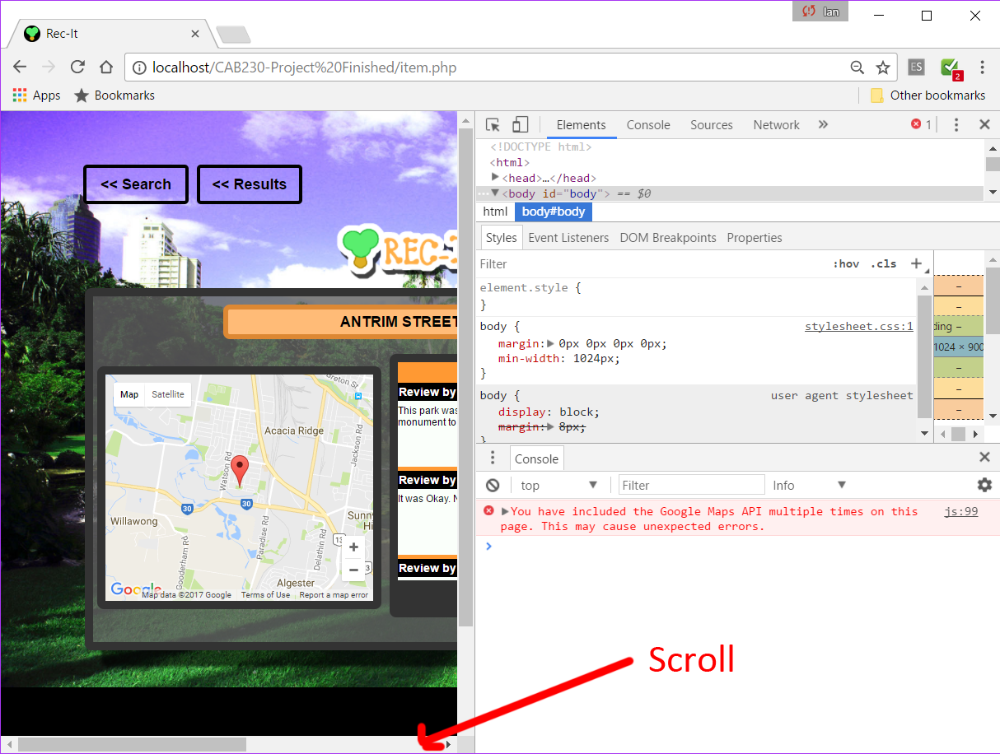 Ian
Rec-It
localhost/CAB230-Project%20Finished/item.php
ES
2
Apps
Bookmarks
Other bookmarks
<< Search
<< Results
REC-
ANTRIM STREET
Map
Satellite
Breton St
Acacia Ridge
Watson Rd
Jackson Rd
30
30
Willawong
Sunny
Hi
Paradise Rd
Gooderham Rd
Delathin Rd
13
+
−
3
Algester
Google
Map data ©2017 Google
Terms of Use
Report a map error
Review by
This park was
monument to
Review by
It was Okay. N
Review by
Elements
Console
Sources
Network
»
1
<!DOCTYPE html>
<html>
<head>…</head>
…<body id="body"> == $0
html
body#body
Styles
Event Listeners
DOM Breakpoints
Properties
Filter
:hov
.cls
+
element.style {
}
body {
stylesheet.css:1
margin: 0px 0px 0px 0px;
min-width: 1024px;
}
body {
user agent stylesheet
display: block;
margin: 8px;
}
–
–
ding –
1024 × 900
–
–
–
Console
top
Filter
Info
You have included the Google Maps API multiple times on this
js:99
page. This may cause unexpected errors.
>
Scroll